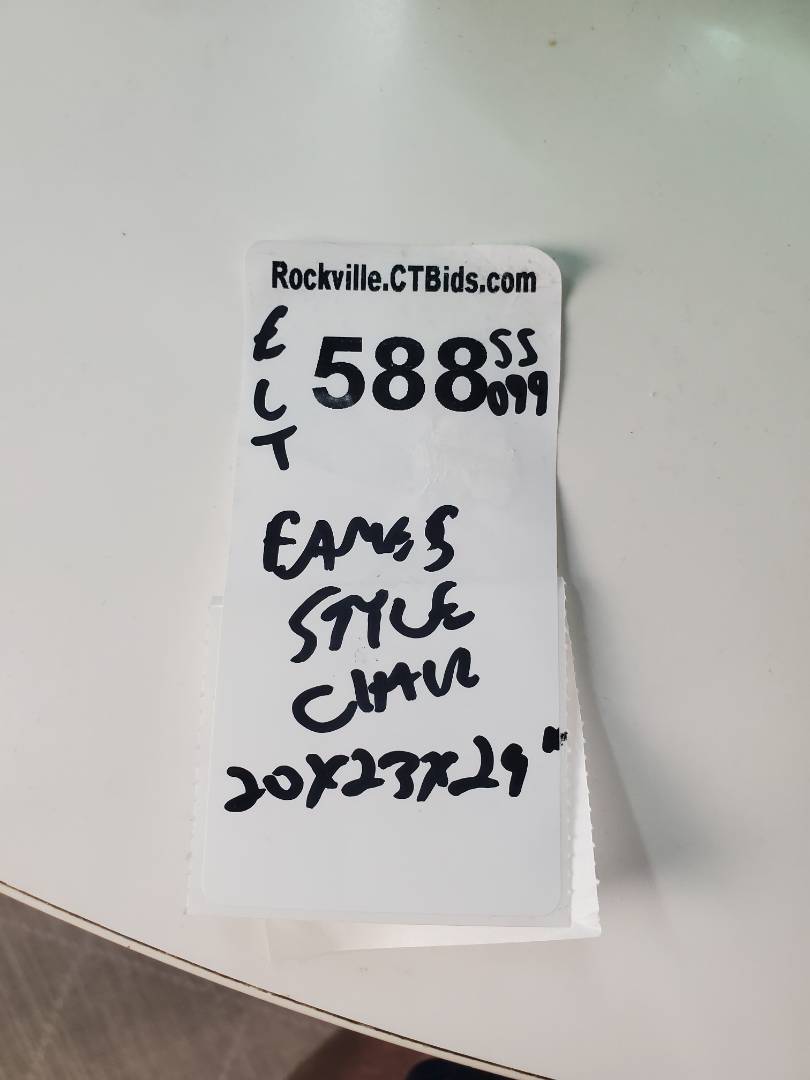 Rockville.CTBids.com
ELT
588 SS
099
EAMES
STYLE
CHAIR
20X23X29"